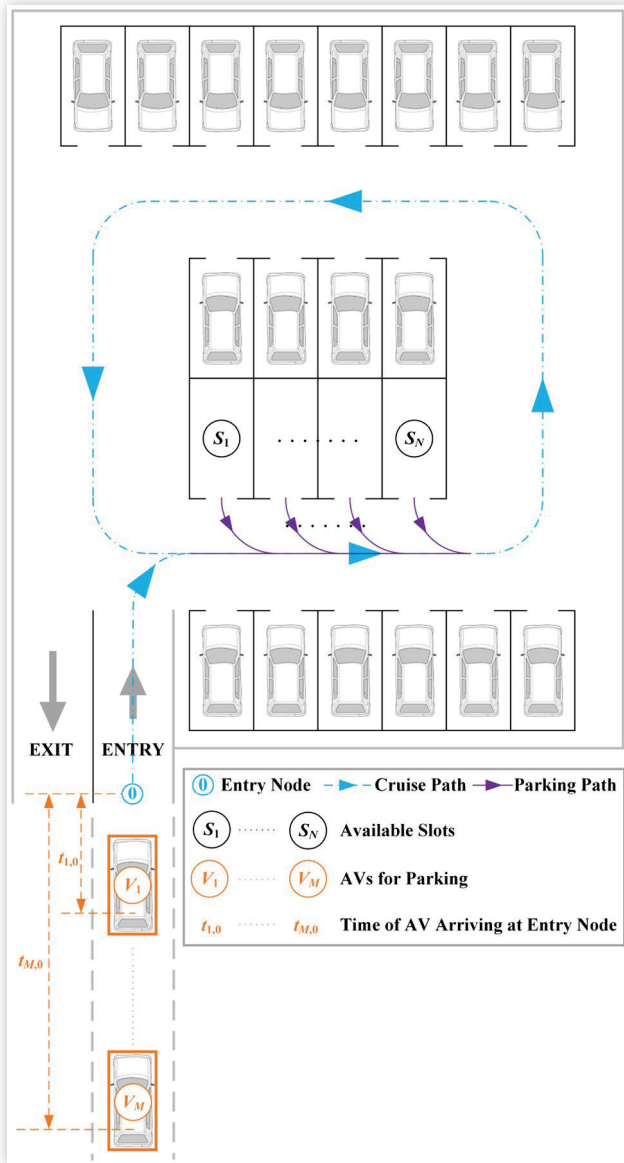 S1 . . . . . . . SN
. . . . . . .
EXIT ENTRY
0
0 Entry Node Cruise Path Parking Path
S1 ........ SN Available Slots
t1,0 V1
V1 ........ VM AVs for Parking
t1,0 ........ tM,0 Time of AV Arriving at Entry Node
tM,0
VM